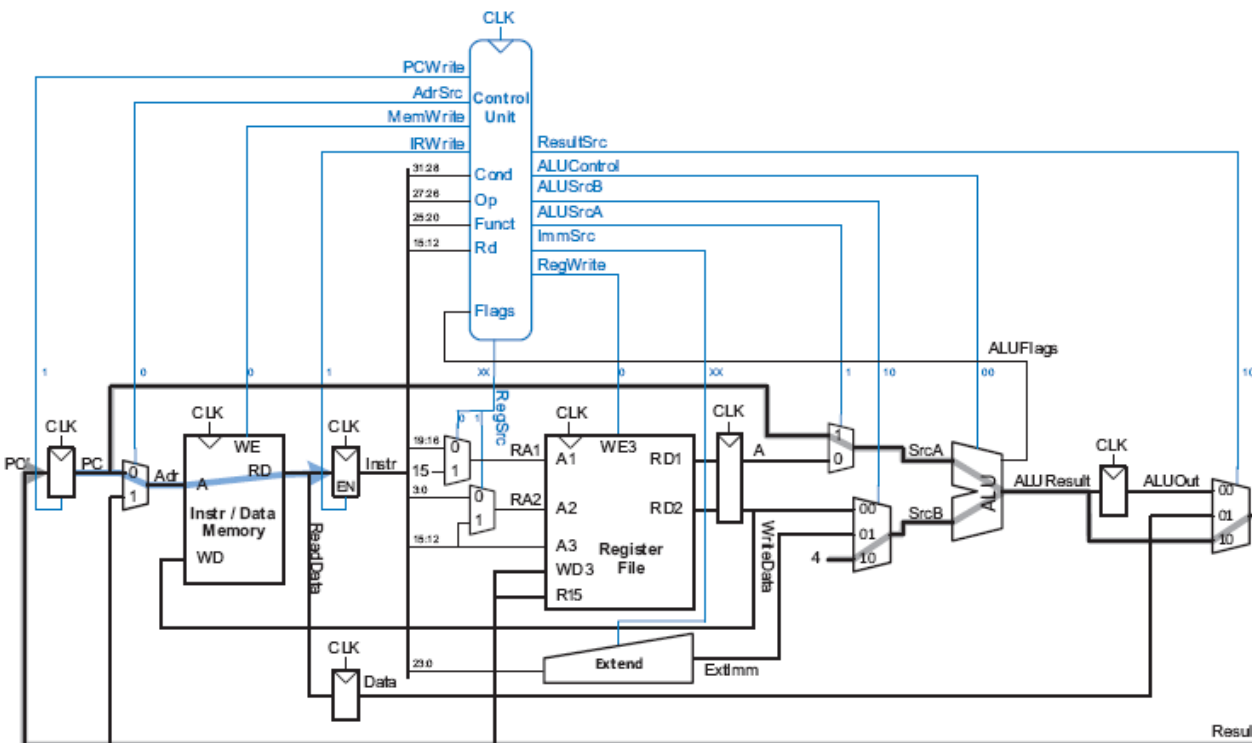 CLK
PCWrite
AdrSrc
Control
Unit
MemWrite
IRWrite
ResultSrc
ALUControl
ALUSrcB
ALUSrcA
ImmSrc
RegWrite
31:28
Cond
27:26
Op
25:20
Funct
15:12
Rd
Flags
ALUFlags
1
0
0
1
XX
0
XX
1
10
00
10
RegSrc
0 1
CLK
CLK
CLK
CLK
CLK
CLK
PC'
PC
0
1
Adr
WE
A
RD
Instr / Data
Memory
WD
ReadData
EN
Instr
19:16
15
0
1
RA1
3:0
0
1
RA2
15:12
A1
A2
A3
WD3
R15
WE3
RD1
RD2
Register
File
A
WriteData
1
0
SrcA
00
01
10
4
SrcB
ALU
ALUResult
ALUOut
00
01
10
CLK
Data
23:0
Extend
ExtImm
Resul